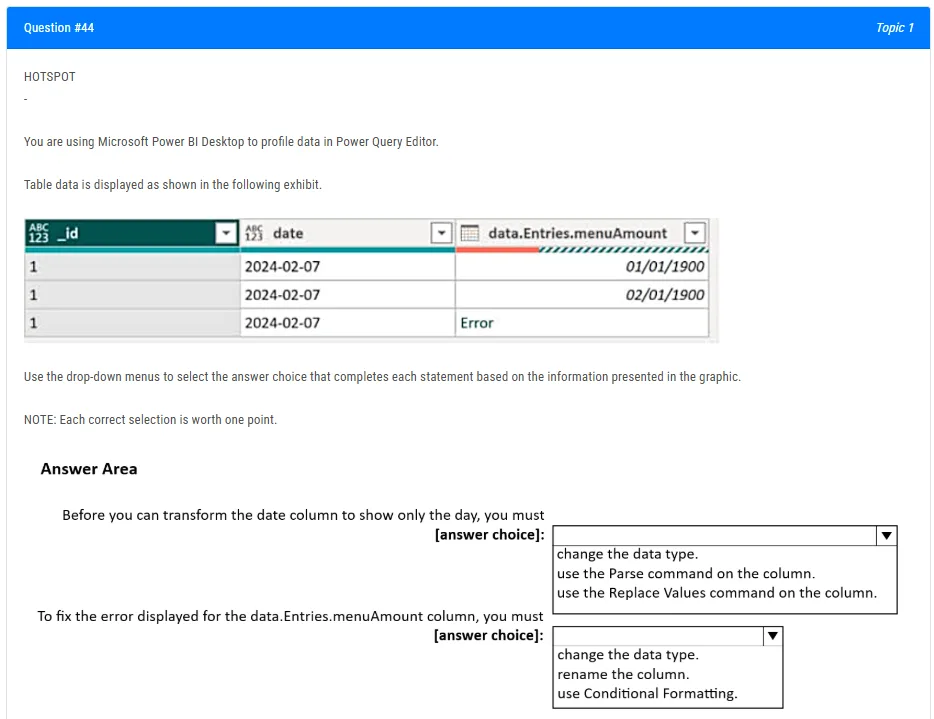 Question #44
Topic 1
HOTSPOT
-
You are using Microsoft Power BI Desktop to profile data in Power Query Editor.
Table data is displayed as shown in the following exhibit.
ABC 123 _id ABC 123 date data.Entries.menuAmount
1 2024-02-07 01/01/1900
1 2024-02-07 02/01/1900
1 2024-02-07 Error
Use the drop-down menus to select the answer choice that completes each statement based on the information presented in the graphic.
NOTE: Each correct selection is worth one point.
Answer Area
Before you can transform the date column to show only the day, you must
[answer choice]:
change the data type.
use the Parse command on the column.
use the Replace Values command on the column.
To fix the error displayed for the data.Entries.menuAmount column, you must
[answer choice]:
change the data type.
rename the column.
use Conditional Formatting.